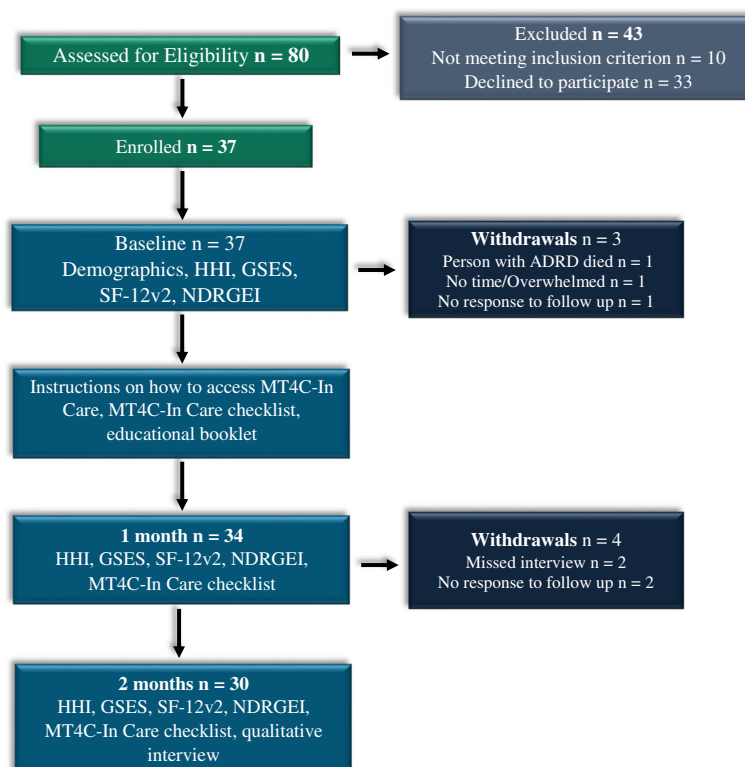 Assessed for Eligibility n = 80
Excluded n = 43
Not meeting inclusion criterion n = 10
Declined to participate n = 33
Enrolled n = 37
Baseline n = 37
Demographics, HHI, GSES,
SF-12v2, NDRGEI
Withdrawals n = 3
Person with ADRD died n = 1
No time/Overwhelmed n = 1
No response to follow up n = 1
Instructions on how to access MT4C-In
Care, MT4C-In Care checklist,
educational booklet
1 month n = 34
HHI, GSES, SF-12v2, NDRGEI,
MT4C-In Care checklist
Withdrawals n = 4
Missed interview n = 2
No response to follow up n = 2
2 months n = 30
HHI, GSES, SF-12v2, NDRGEI,
MT4C-In Care checklist, qualitative
interview